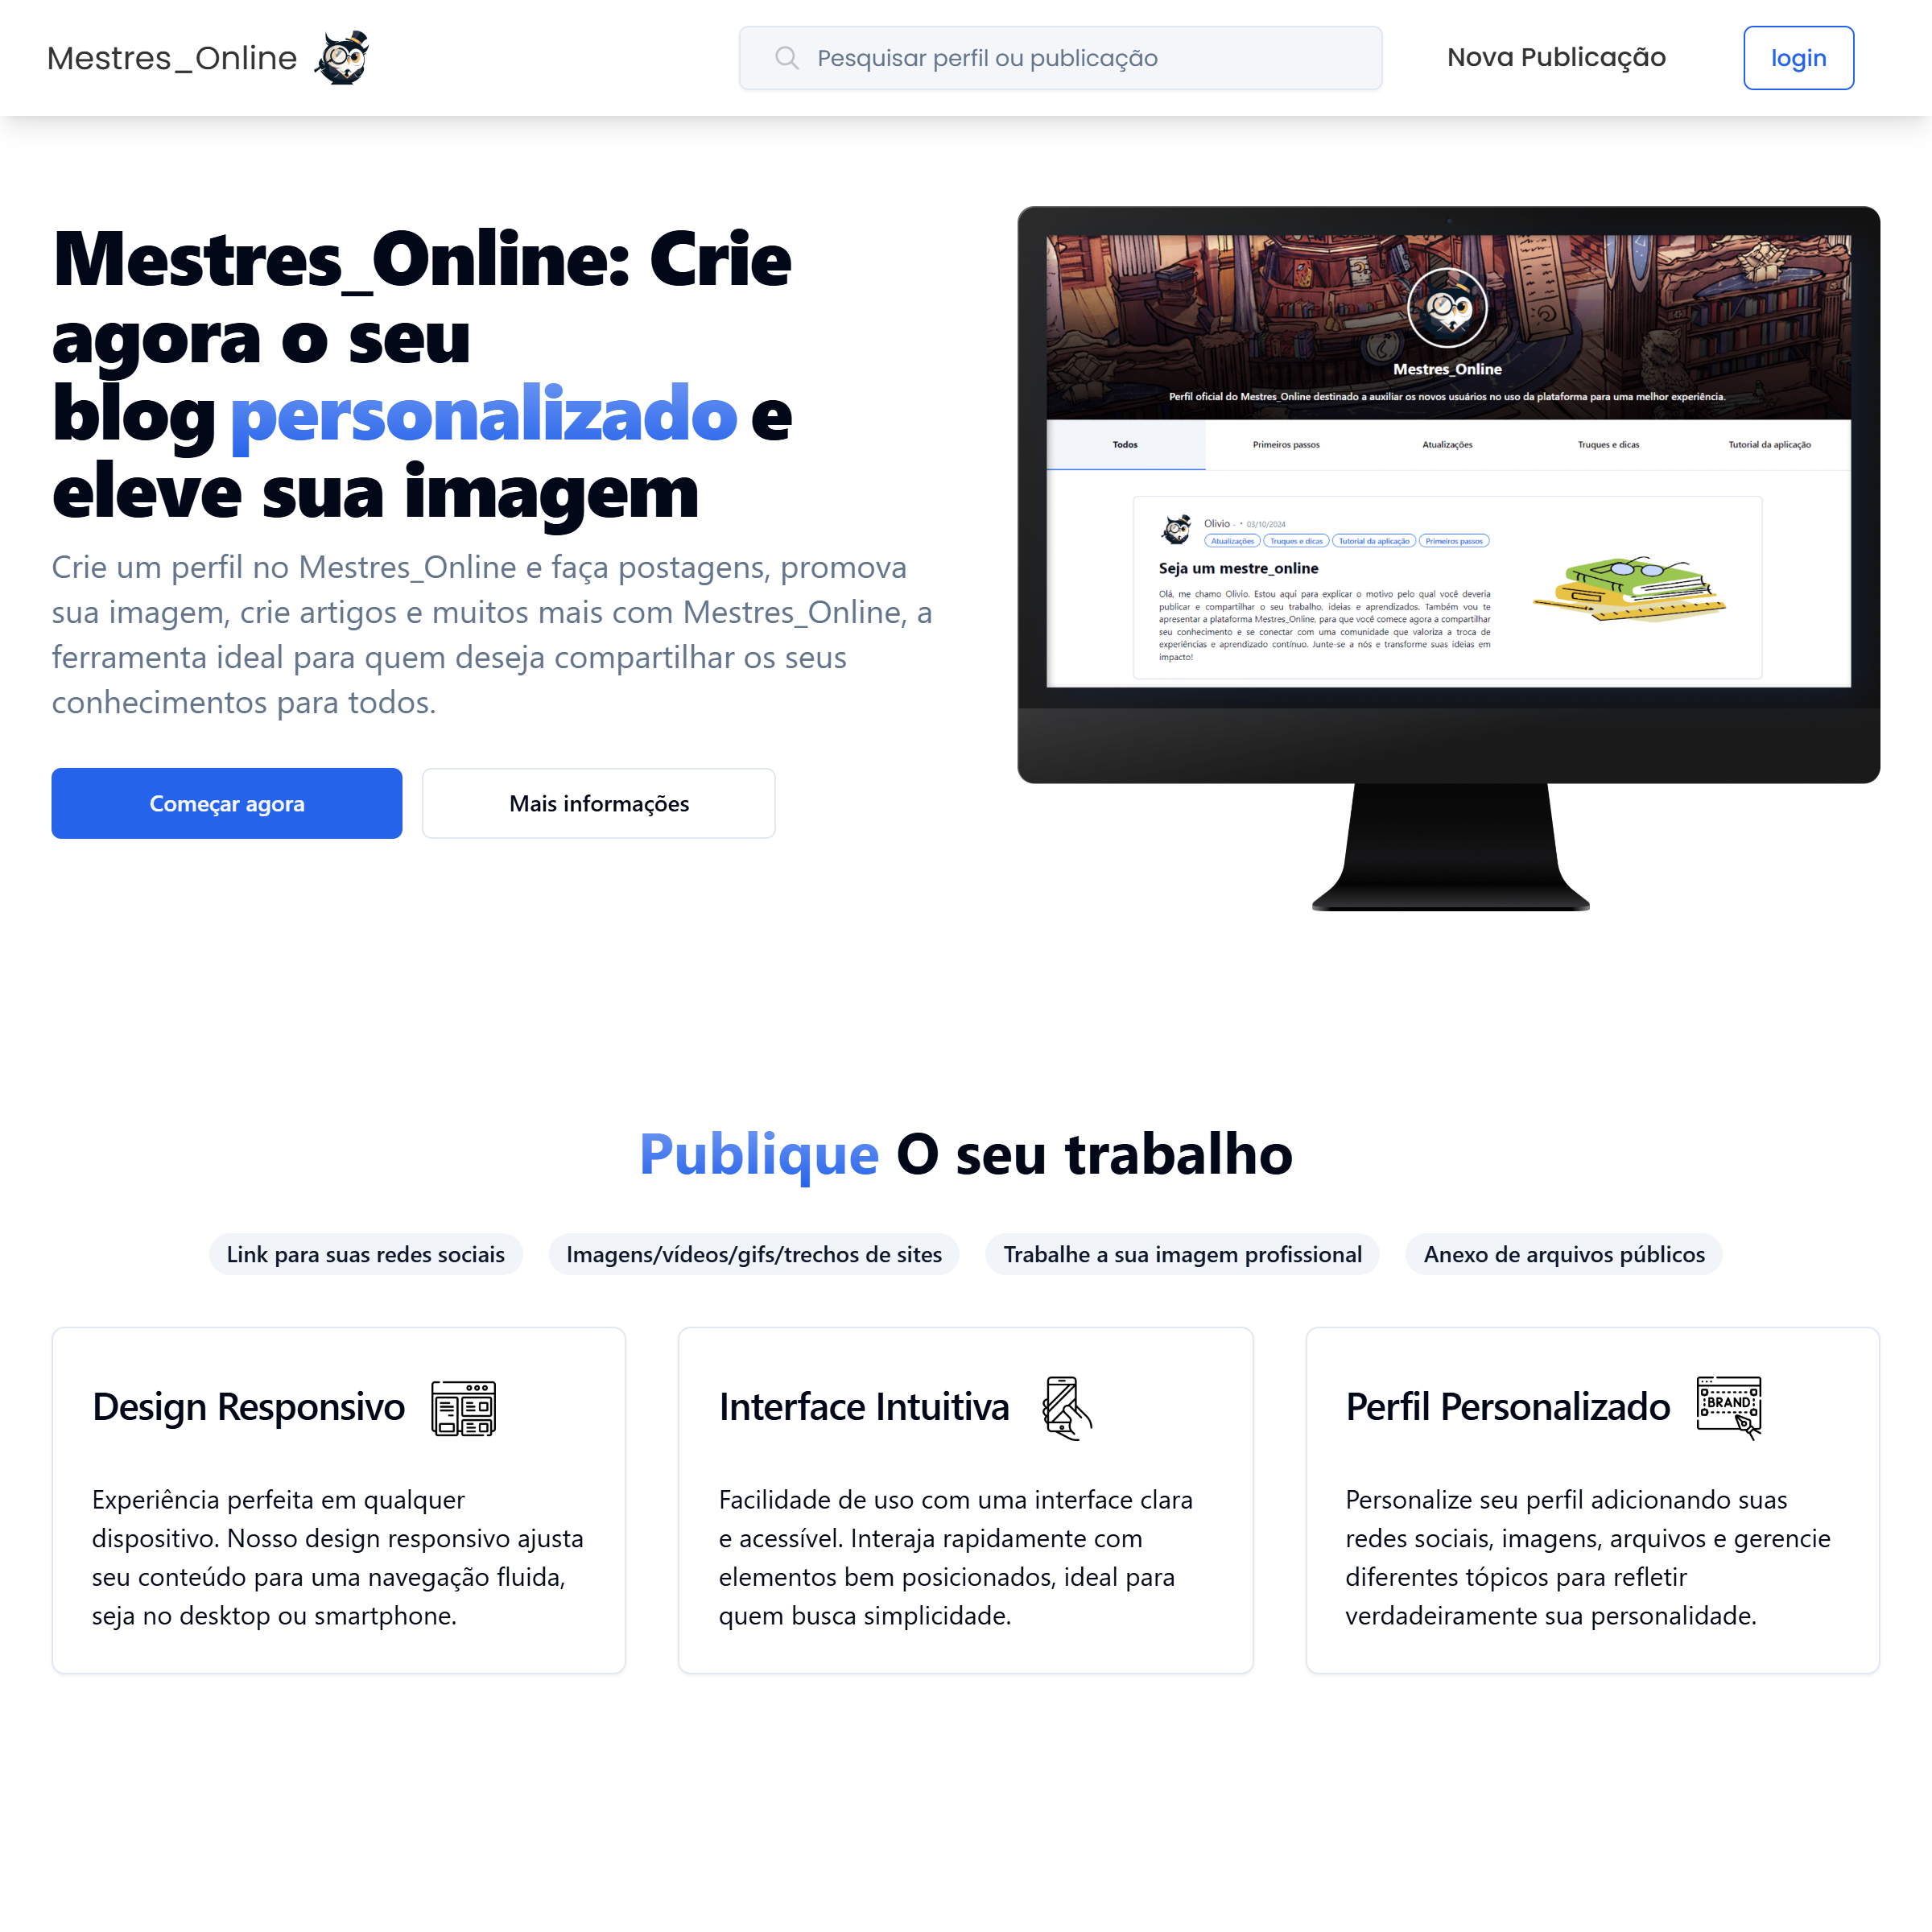 Mestres_Online
Pesquisar perfil ou publicação
Nova Publicação
login
Mestres_Online: Crie
agora o seu
blog personalizado e
eleve sua imagem
Crie um perfil no Mestres_Online e faça postagens, promova
sua imagem, crie artigos e muitos mais com Mestres_Online, a
ferramenta ideal para quem deseja compartilhar os seus
conhecimentos para todos.
Começar agora
Mais informações
Mestres_Online
Perfil oficial do Mestres_Online destinado a auxiliar os novos usuários no uso da plataforma para uma melhor experiência.
Todos
Primeiros passos
Atualizações
Truques e dicas
Tutorial da aplicação
Olivio - • 03/10/2024
Atualizações Truques e dicas Tutorial da aplicação Primeiros passos
Seja um mestre_online
Olá, me chamo Olivio. Estou aqui para explicar o motivo pelo qual você deveria
publicar e compartilhar o seu trabalho, ideias e aprendizados. Também vou te
apresentar a plataforma Mestres_Online, para que você comece agora a compartilhar
seu conhecimento e se conectar com uma comunidade que valoriza a troca de
experiências e aprendizado contínuo. Junte-se a nós e transforme suas ideias em
impacto!
Publique O seu trabalho
Link para suas redes sociais
Imagens/vídeos/gifs/trechos de sites
Trabalhe a sua imagem profissional
Anexo de arquivos públicos
Design Responsivo
Experiência perfeita em qualquer
dispositivo. Nosso design responsivo ajusta
seu conteúdo para uma navegação fluida,
seja no desktop ou smartphone.
Interface Intuitiva
Facilidade de uso com uma interface clara
e acessível. Interaja rapidamente com
elementos bem posicionados, ideal para
quem busca simplicidade.
Perfil Personalizado
BRAND
Personalize seu perfil adicionando suas
redes sociais, imagens, arquivos e gerencie
diferentes tópicos para refletir
verdadeiramente sua personalidade.